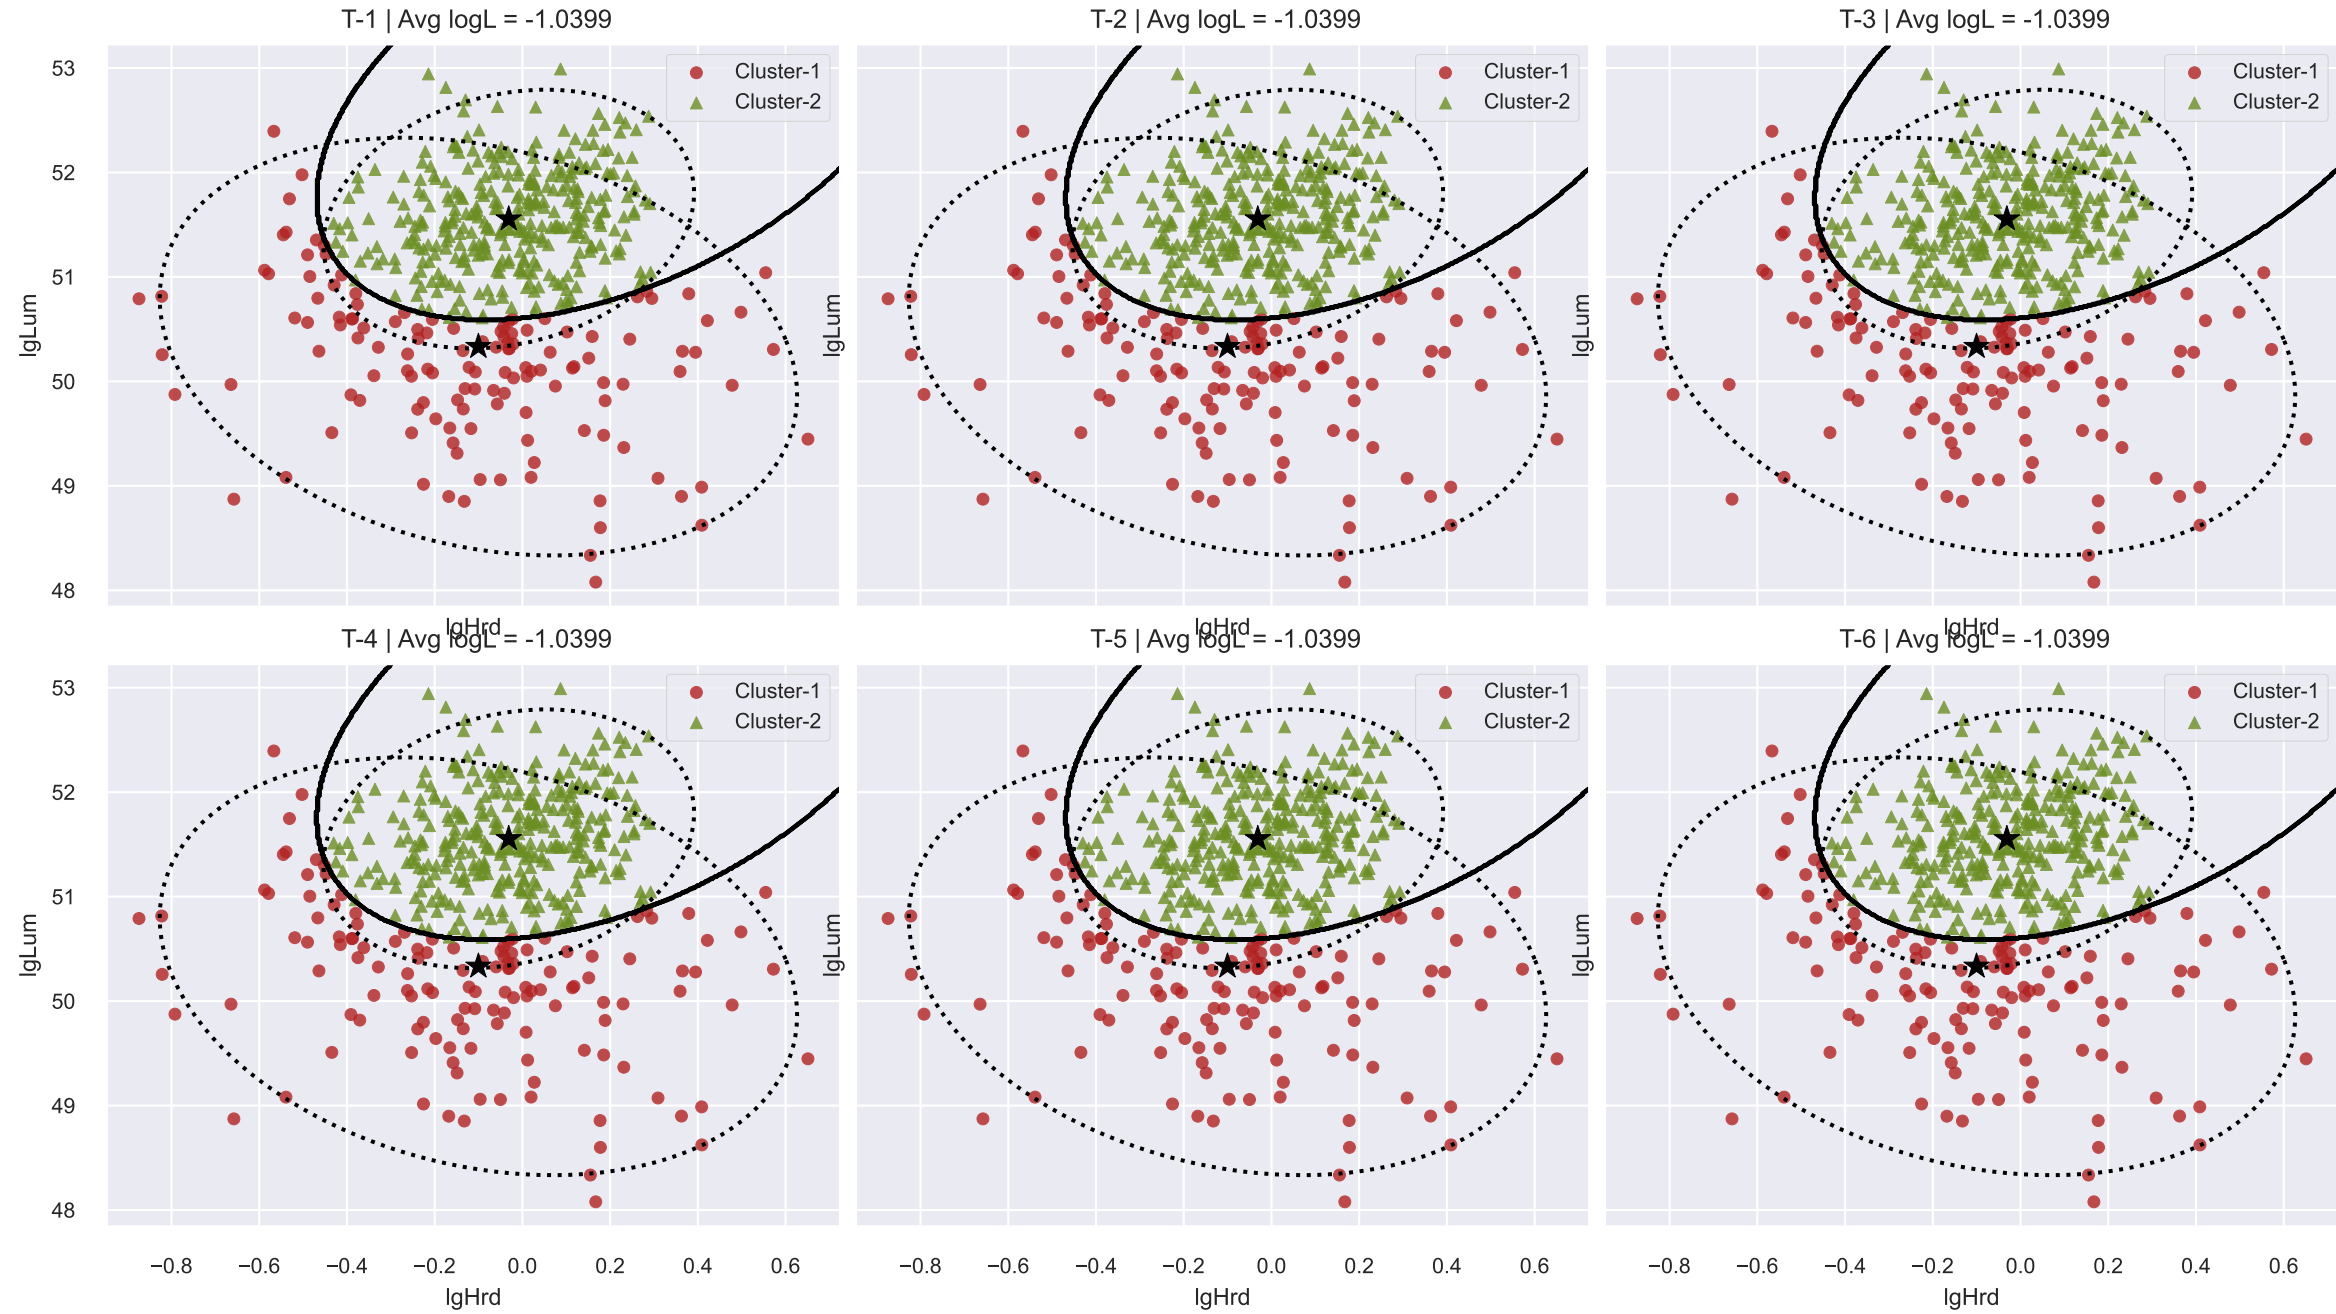 T-1 | Avg logL = -1.0399
T-2 | Avg logL = -1.0399
T-3 | Avg logL = -1.0399
Cluster-1
Cluster-2
Cluster-1
Cluster-2
Cluster-1
Cluster-2
53
52
51
50
49
48
lgLum
lgLum
lgLum
lgHrd
lgHrd
lgHrd
T-4 | Avg logL = -1.0399
T-5 | Avg logL = -1.0399
T-6 | Avg logL = -1.0399
Cluster-1
Cluster-2
Cluster-1
Cluster-2
Cluster-1
Cluster-2
53
52
51
50
49
48
lgLum
lgLum
lgLum
−0.8 −0.6 −0.4 −0.2 0.0 0.2 0.4 0.6
−0.8 −0.6 −0.4 −0.2 0.0 0.2 0.4 0.6
−0.8 −0.6 −0.4 −0.2 0.0 0.2 0.4 0.6
lgHrd
lgHrd
lgHrd